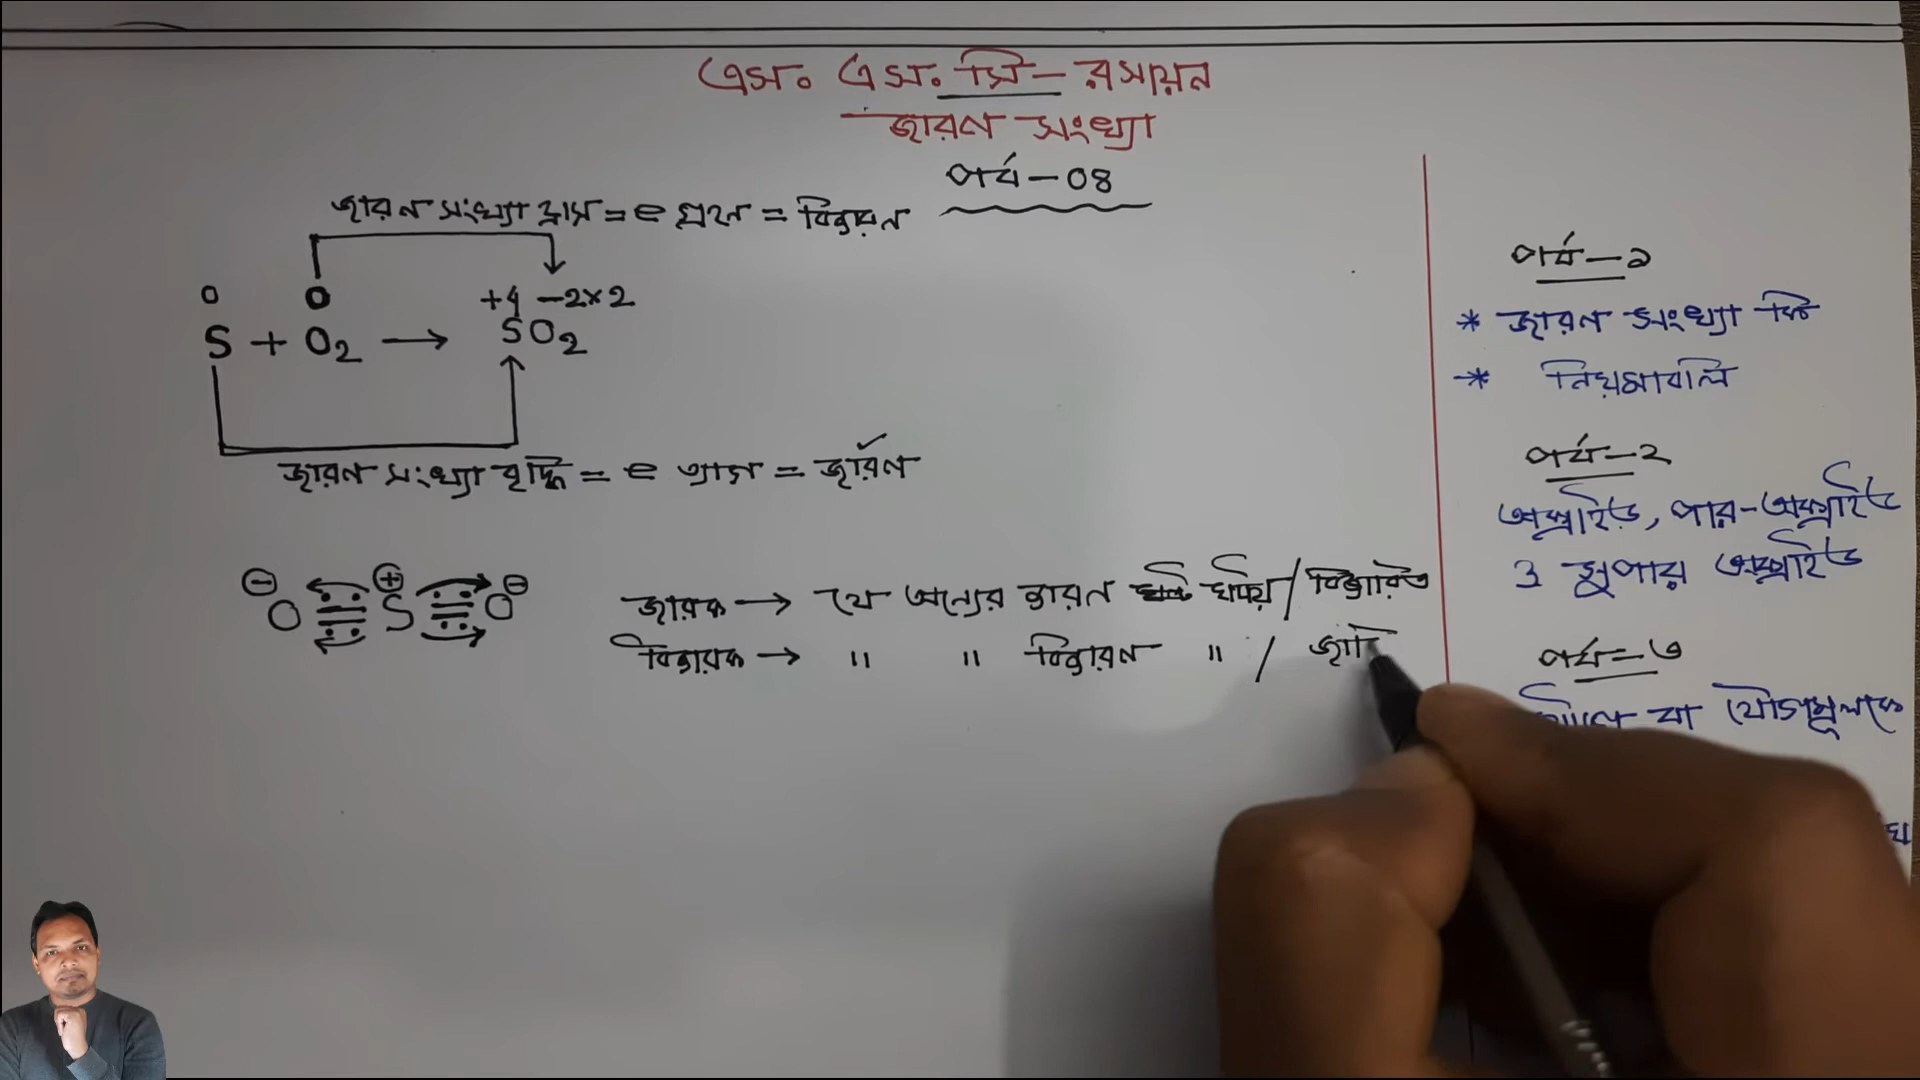 এস. এস. সি - রসায়ন
জারণ সংখ্যা
পর্ব - ০৪
জারণ সংখ্যা হ্রাস = e গ্রহণ = বিজারণ
0 0 +4 -2×2
S + O2 → SO2
জারণ সংখ্যা বৃদ্ধি = e ত্যাগ = জারণ
⊖ ⊕ ⊖
O S O
জারক → যে অন্যের জারণ ঘটায় / বিজারিত
বিজারক → " " বিজারণ " / জারি
পর্ব - ১
* জারণ সংখ্যা কি
* নিয়মাবলি
পর্ব - ২
অক্সাইড, পার-অক্সাইড
ও সুপার অক্সাইড
পর্ব = ৩
বা যৌগমূলকে